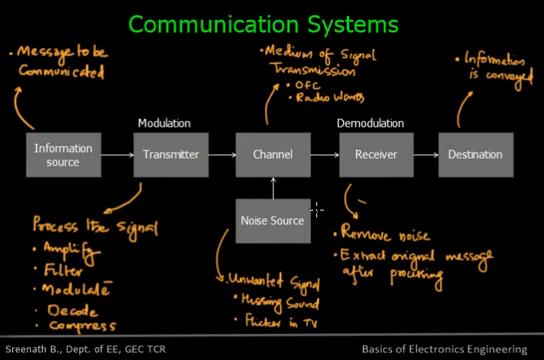 Communication Systems
• Message to be
Communicated
• Medium of Signal
Transmission
• OFC
• Radio Waves
• Information
is conveyed
Modulation
Demodulation
Information
source
Transmitter
Channel
Receiver
Destination
Noise Source
Process the signal
• Amplify
• Filter
• Modulate
• Decode
• Compress
Unwanted Signal
• Hissing Sound
• Flicker in TV
• Remove noise
• Extract original message
after processing
Sreenath B., Dept. of EE, GEC TCR
Basics of Electronics Engineering